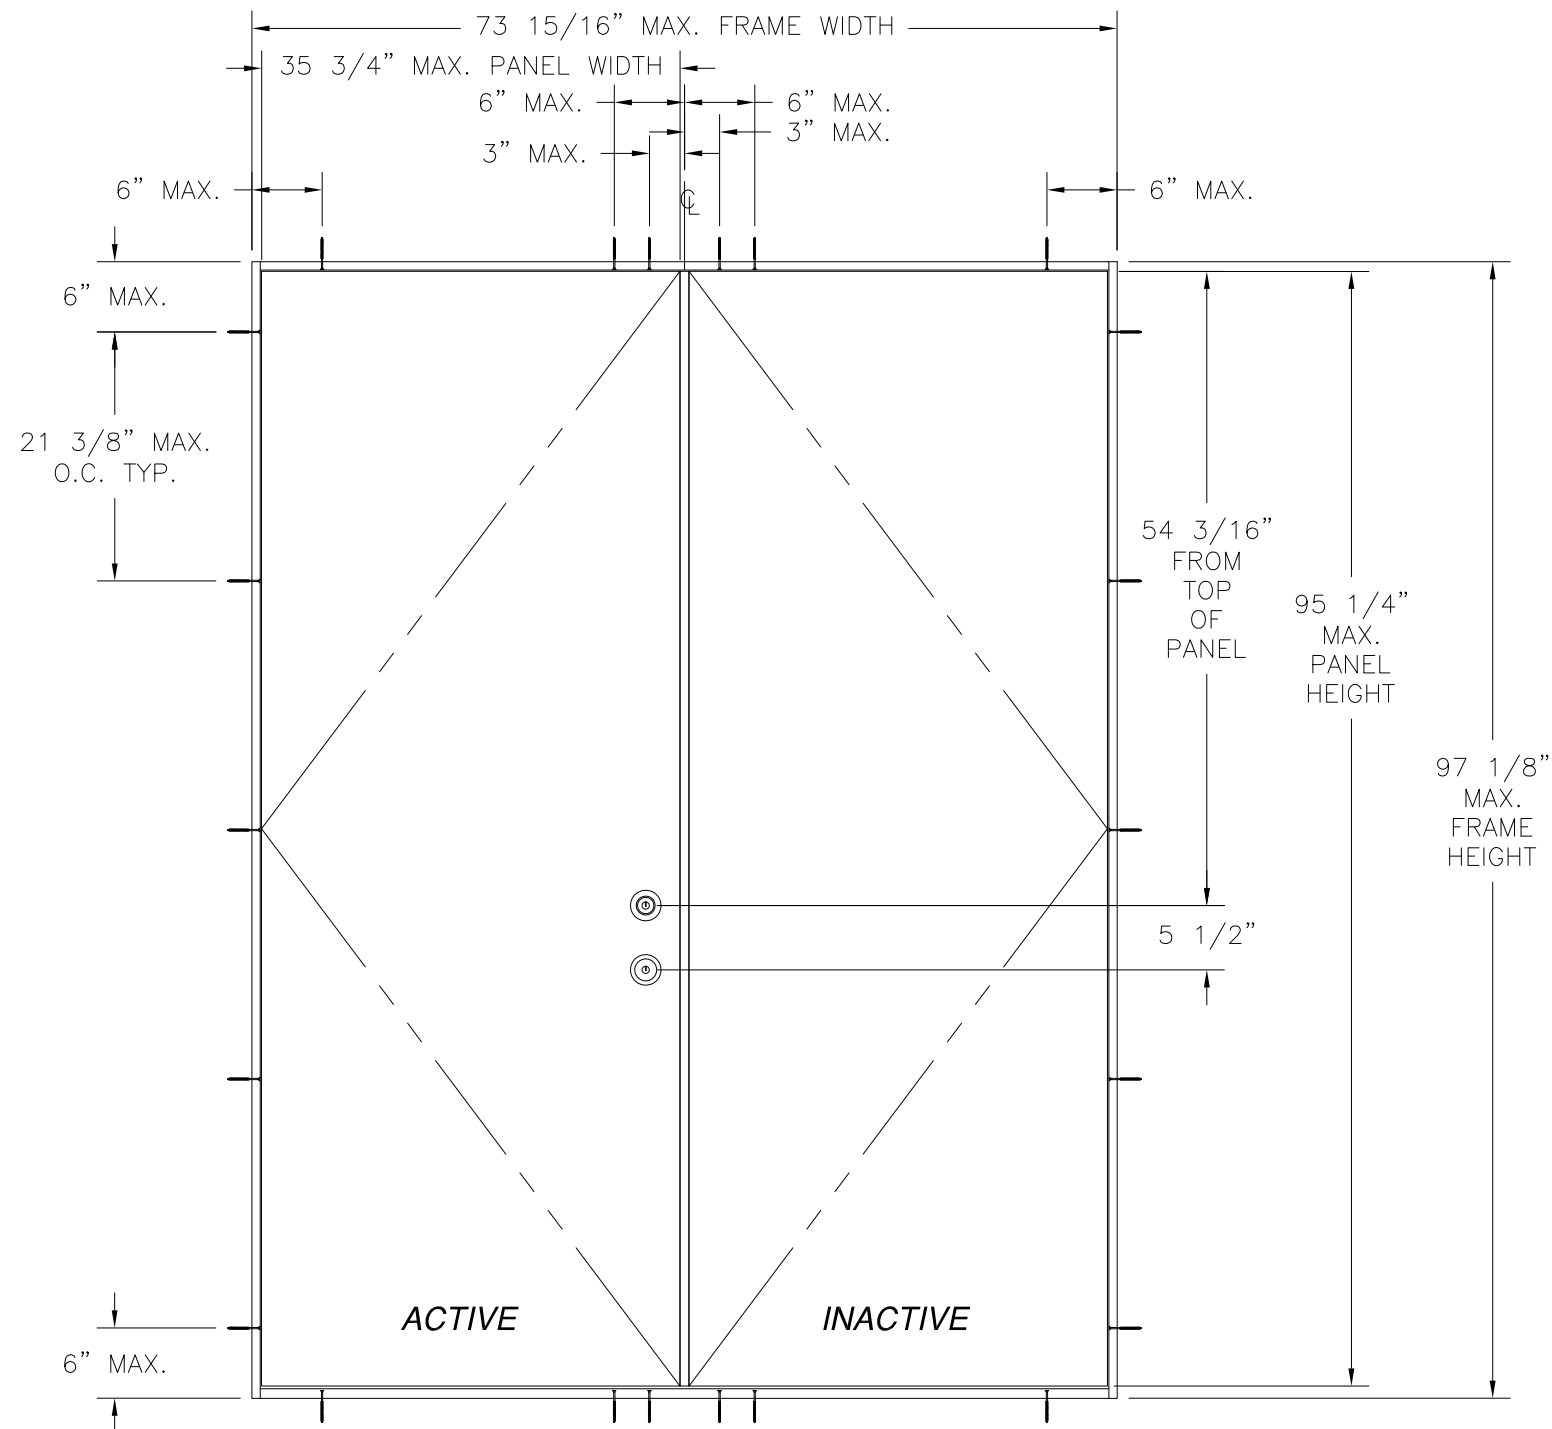 73 15/16” MAX. FRAME WIDTH
35 3/4” MAX. PANEL WIDTH
6” MAX.
6” MAX.
3” MAX.
3” MAX.
6” MAX.
6” MAX.
CL
6” MAX.
21 3/8” MAX.
O.C. TYP.
54 3/16”
FROM
TOP
OF
PANEL
95 1/4”
MAX.
PANEL
HEIGHT
97 1/8”
MAX.
FRAME
HEIGHT
5 1/2”
ACTIVE
INACTIVE
6” MAX.